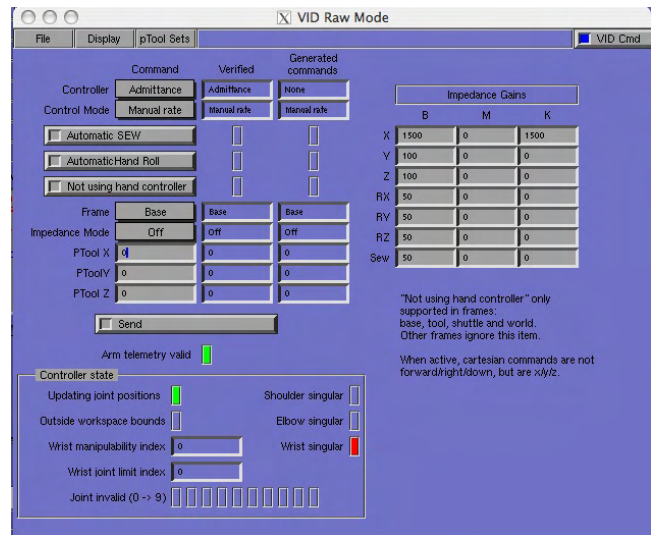 VID Raw Mode
File Display pTool Sets VID Cmd
Command Verified Generated commands
Controller Admittance Admittance None
Control Mode Manual rate Manual rate Manual rate
Automatic SEW
AutomaticHand Roll
Not using hand controller
Frame Base Base Base
Impedance Mode Off Off Off
PTool X 0 0 0
PToolY 0 0 0
PTool Z 0 0 0
Send
Arm telemetry valid
Controller state
Updating joint positions
Outside workspace bounds
Wrist manipulability index 0
Wrist joint limit index 0
Joint invalid (0 -> 9)
Shoulder singular
Elbow singular
Wrist singular
Impedance Gains
B M K
X 1500 0 1500
Y 100 0 0
Z 100 0 0
RX 50 0 0
RY 50 0 0
RZ 50 0 0
Sew 50 0 0
"Not using hand controller" only
supported in frames:
base, tool, shuttle and world.
Other frames ignore this item.
When active, cartesian commands are not
forward/right/down, but are x/y/z.